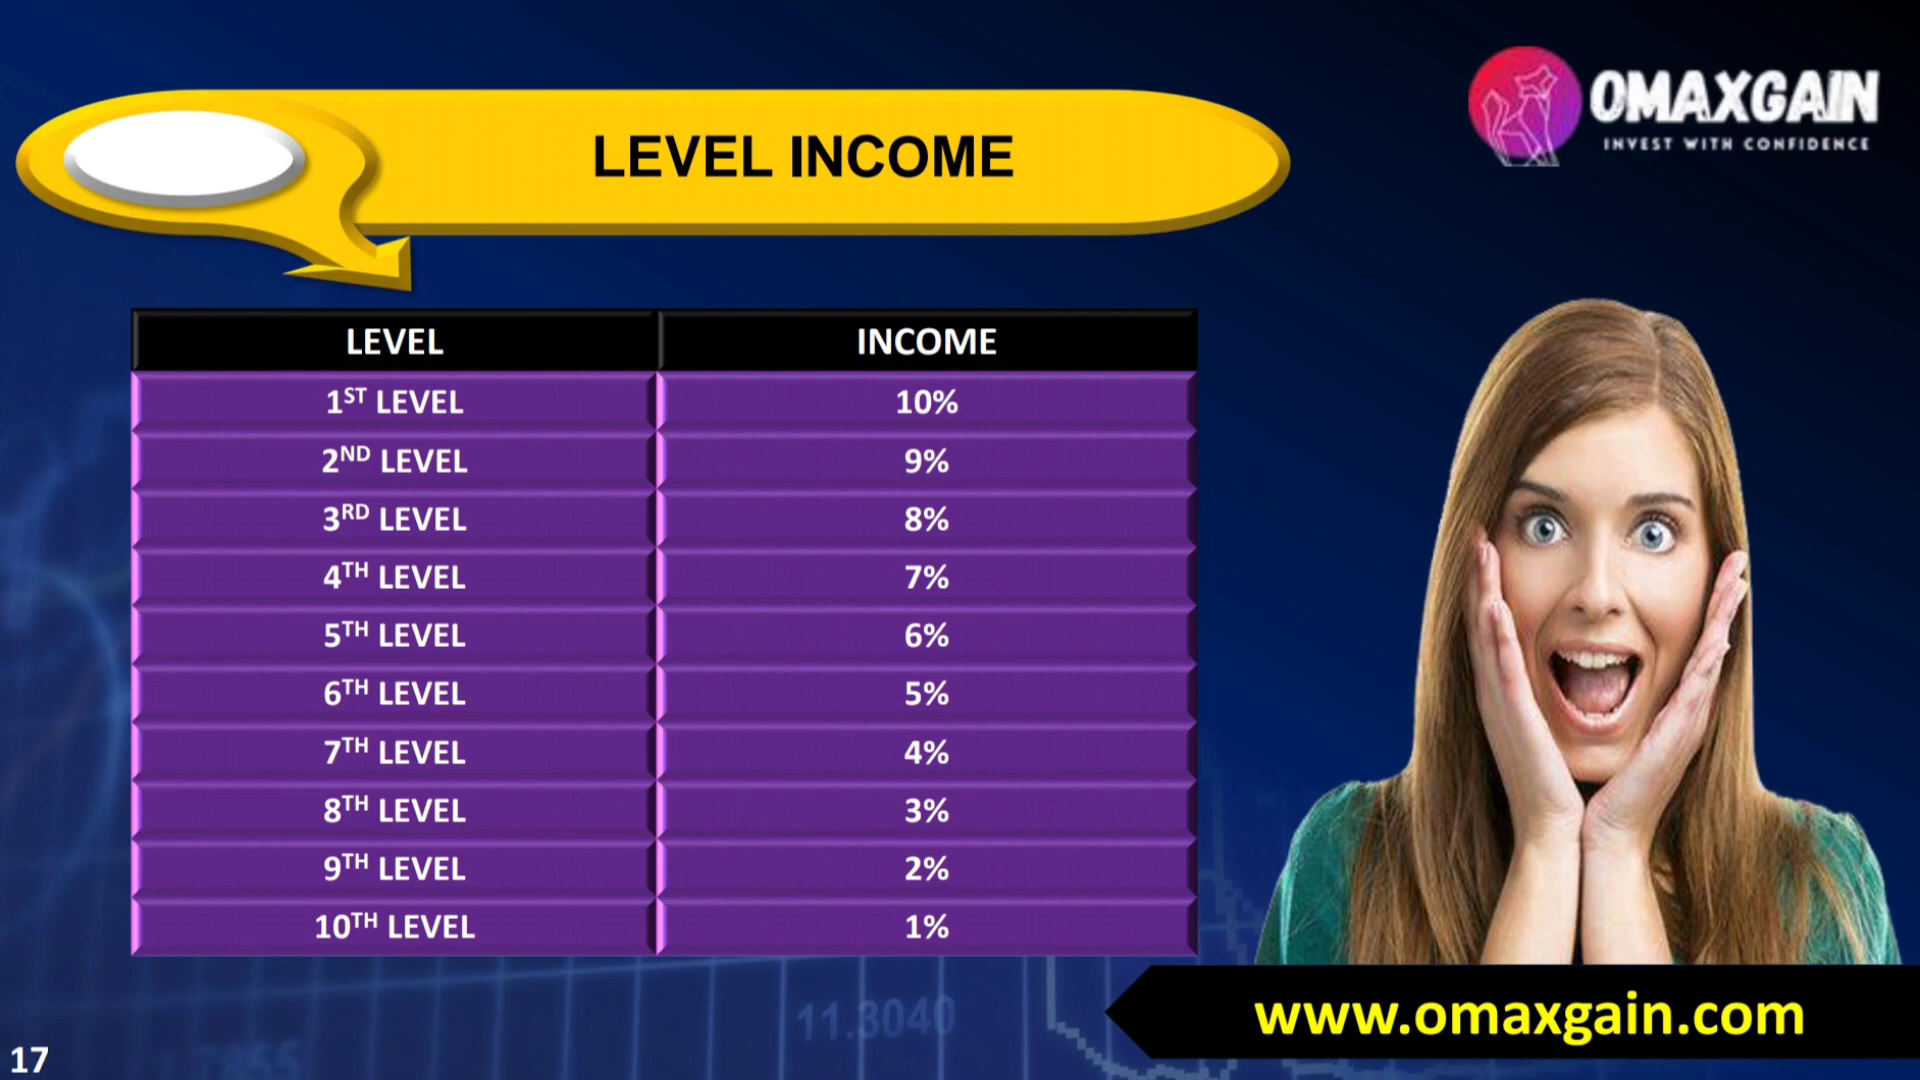 OMAXGAIN
INVEST WITH CONFIDENCE
LEVEL INCOME
LEVEL INCOME
1ST LEVEL 10%
2ND LEVEL 9%
3RD LEVEL 8%
4TH LEVEL 7%
5TH LEVEL 6%
6TH LEVEL 5%
7TH LEVEL 4%
8TH LEVEL 3%
9TH LEVEL 2%
10TH LEVEL 1%
11.3040
www.omaxgain.com
17